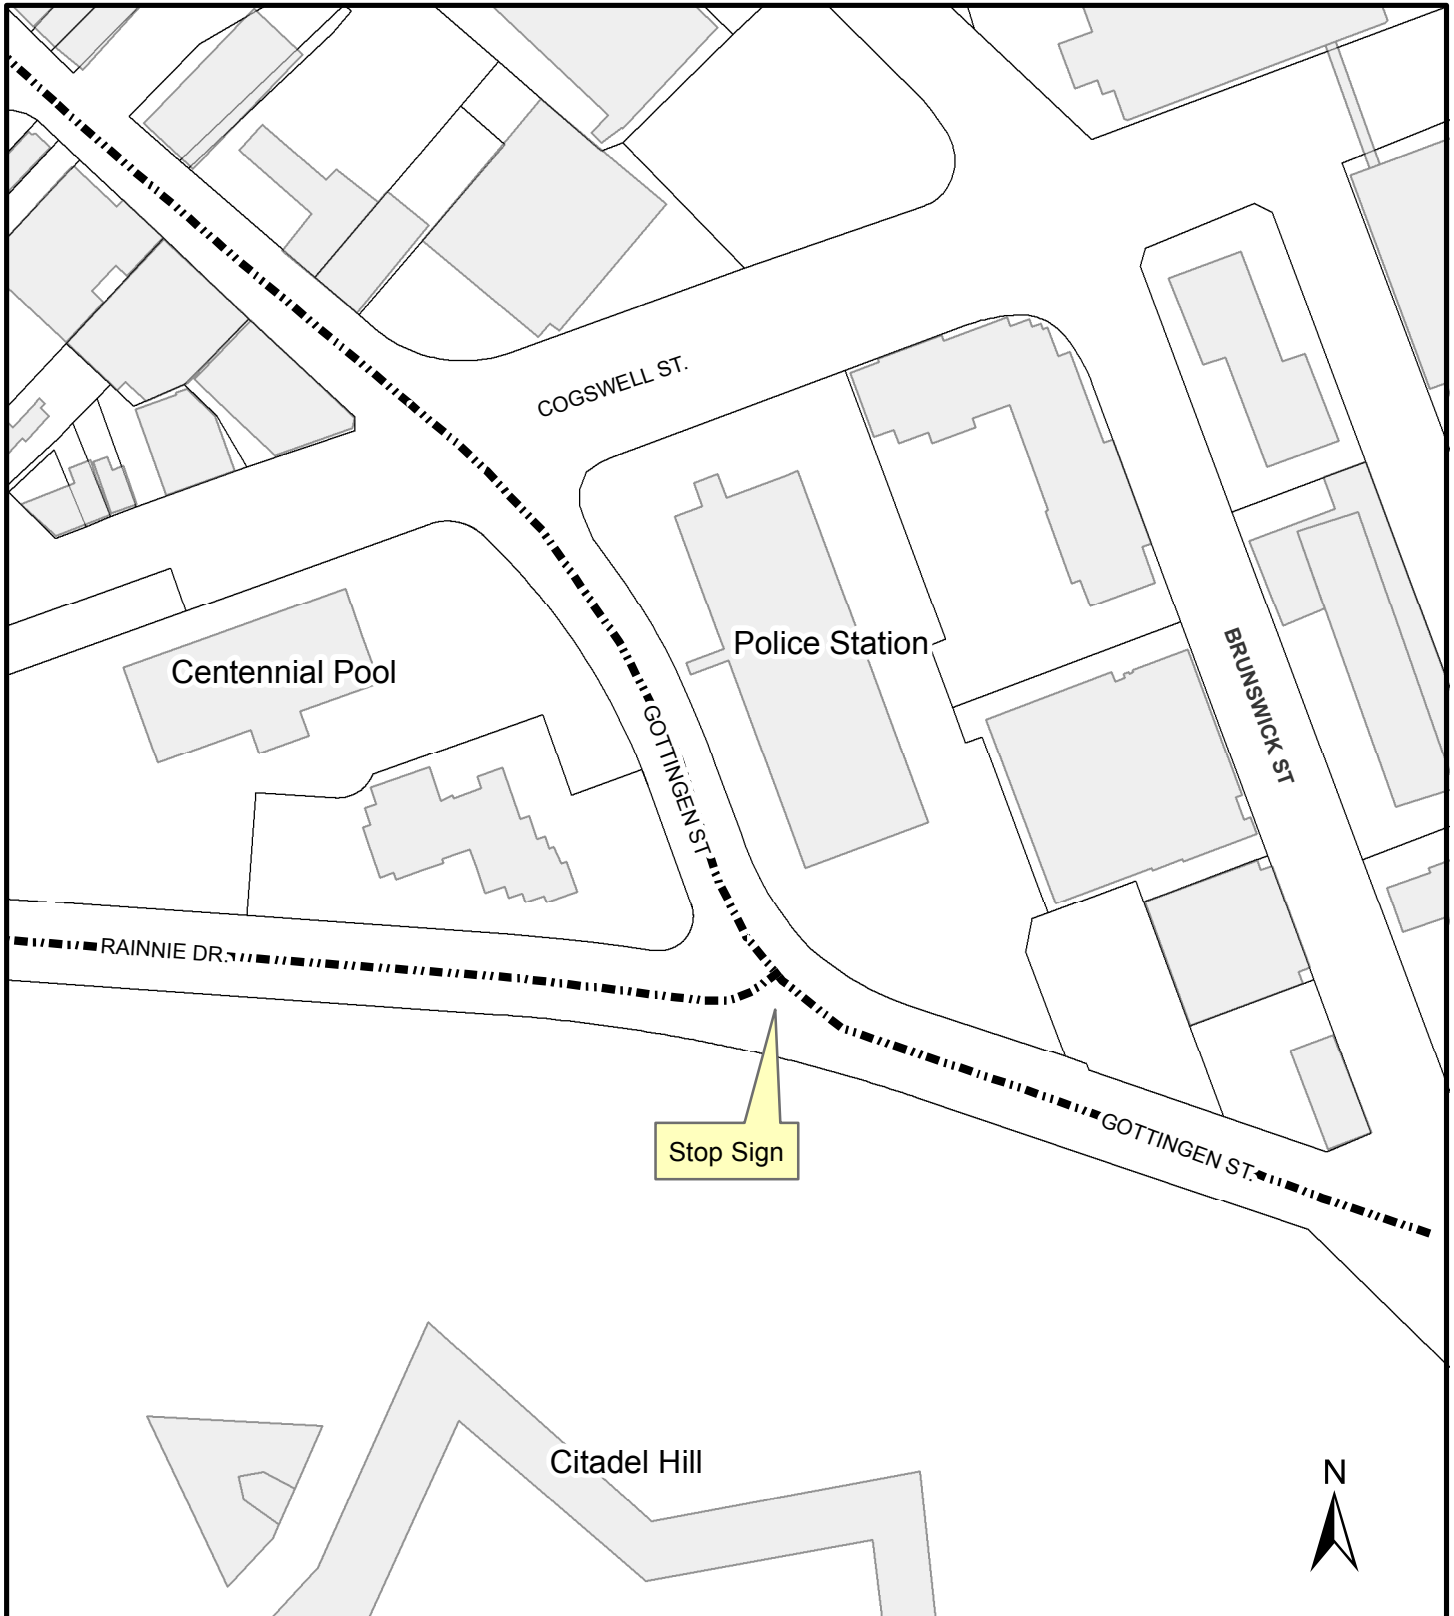 COGSWELL ST.
Police Station
Centennial Pool
BRUNSWICK ST
GOTTINGEN ST
RAINNIE DR.
GOTTINGEN ST.
Stop Sign
Citadel Hill
N